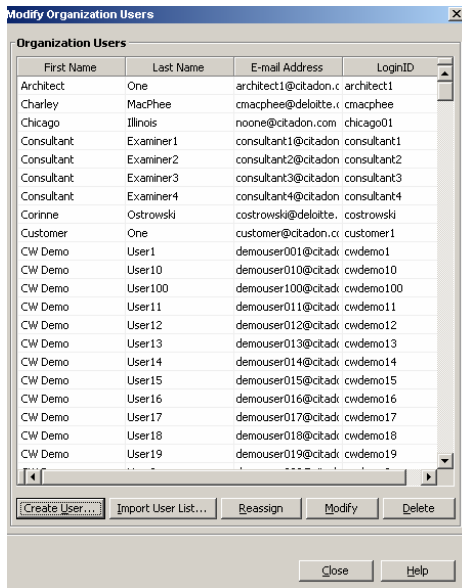 Modify Organization Users
Organization Users
First Name Last Name E-mail Address LoginID
Architect One architect1@citadon.c architect1
Charley MacPhee cmacphee@deloitte.c cmacphee
Chicago Illinois noone@citadon.com chicago01
Consultant Examiner1 consultant1@citadon consultant1
Consultant Examiner2 consultant2@citadon consultant2
Consultant Examiner3 consultant3@citadon consultant3
Consultant Examiner4 consultant4@citadon consultant4
Corinne Ostrowski costrowski@deloitte. costrowski
Customer One customer@citadon.co customer1
CW Demo User1 demouser001@citadc cwdemo1
CW Demo User10 demouser010@citadc cwdemo10
CW Demo User100 demouser100@citadc cwdemo100
CW Demo User11 demouser011@citadc cwdemo11
CW Demo User12 demouser012@citadc cwdemo12
CW Demo User13 demouser013@citadc cwdemo13
CW Demo User14 demouser014@citadc cwdemo14
CW Demo User15 demouser015@citadc cwdemo15
CW Demo User16 demouser016@citadc cwdemo16
CW Demo User17 demouser017@citadc cwdemo17
CW Demo User18 demouser018@citadc cwdemo18
CW Demo User19 demouser019@citadc cwdemo19
Create User... Import User List... Reassign Modify Delete
Close Help